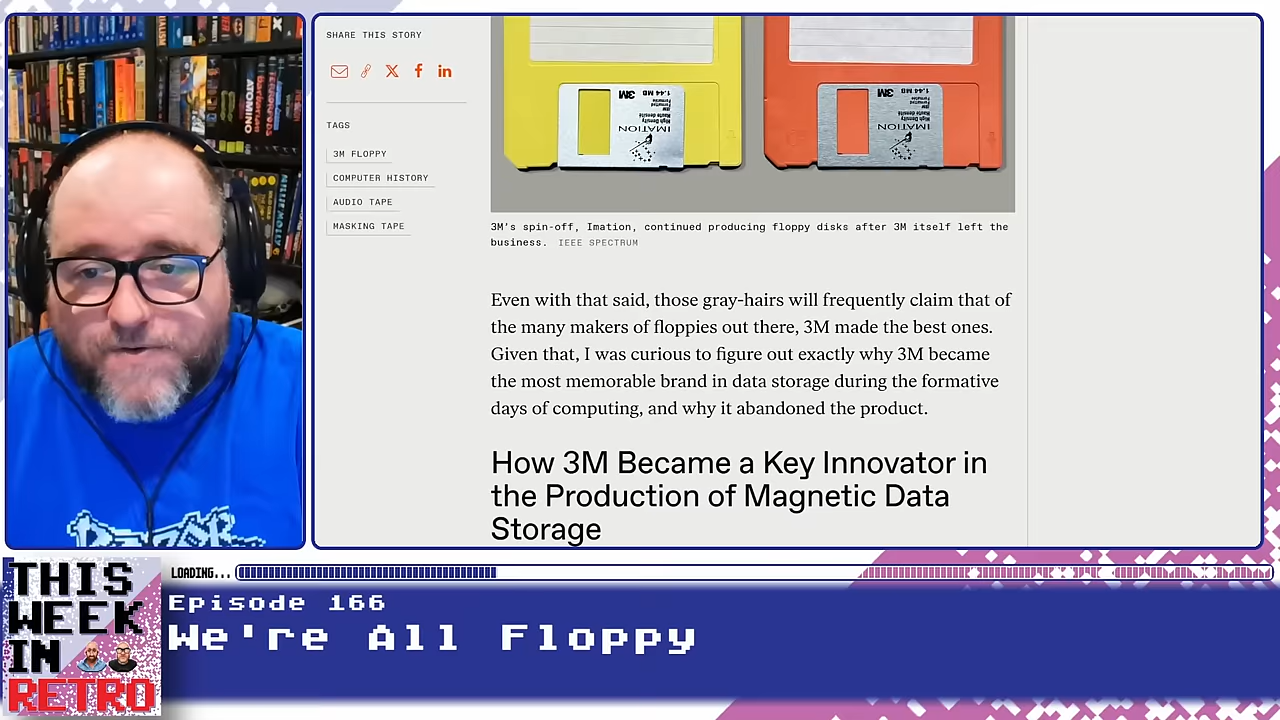 SHARE THIS STORY
TAGS
3M FLOPPY
COMPUTER HISTORY
AUDIO TAPE
MASKING TAPE
3M
1.44 MB
IMATION
3M
1.44 MB
IMATION
3M's spin-off, Imation, continued producing floppy disks after 3M itself left the
business. IEEE SPECTRUM
Even with that said, those gray-hairs will frequently claim that of
the many makers of floppies out there, 3M made the best ones.
Given that, I was curious to figure out exactly why 3M became
the most memorable brand in data storage during the formative
days of computing, and why it abandoned the product.
How 3M Became a Key Innovator in
the Production of Magnetic Data
Storage
LOADING...
Episode 166
We're All Floppy
THIS
WEEK
IN
RETRO